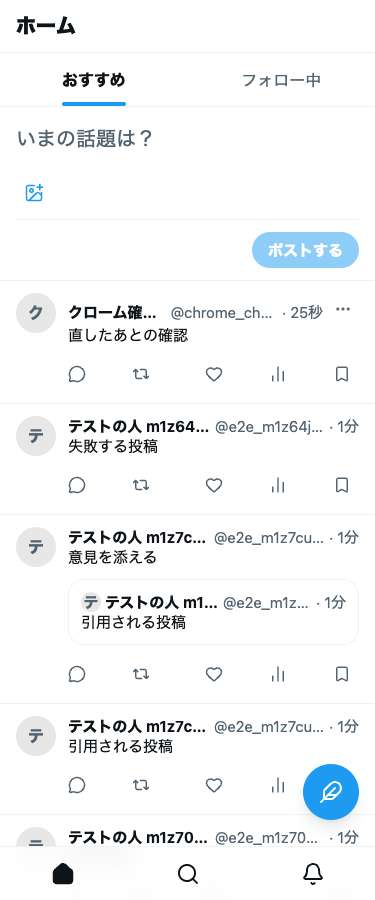 ホーム
おすすめ フォロー中
いまの話題は？
ポストする
ク クローム確... @chrome_ch... · 25秒 ···
直したあとの確認
テ テストの人 m1z64... @e2e_m1z64j... · 1分
失敗する投稿
テ テストの人 m1z7c... @e2e_m1z7cu... · 1分
意見を添える
テ テストの人 m1... @e2e_m1z... · 1分
引用される投稿
テ テストの人 m1z7c... @e2e_m1z7cu... · 1分
引用される投稿
テ テストの人 m1z70... @e2e_m1z70... · 1分